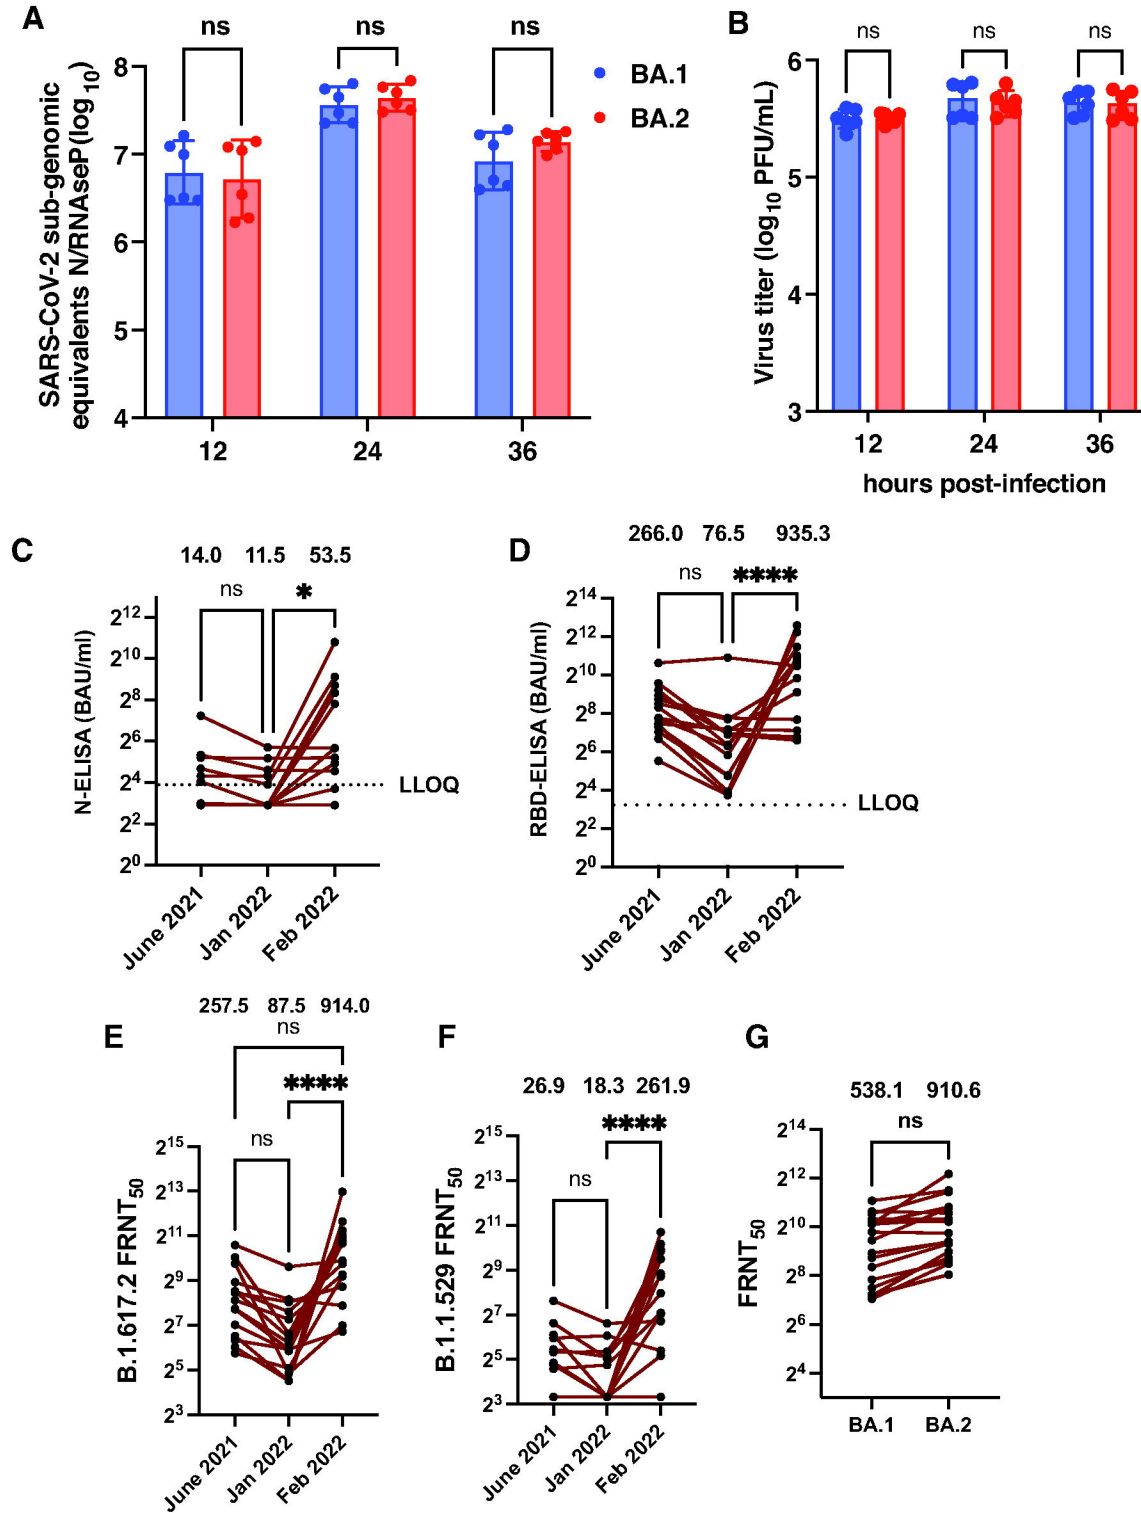 A
ns
ns
ns
SARS-CoV-2 sub-genomic
equivalents N/RNAseP(log10)
8
7
6
5
4
12
24
36
BA.1
BA.2
B
ns
ns
ns
Virus titer (log10 PFU/mL)
6
5
4
3
12
24
36
hours post-infection
C
14.0 11.5 53.5
ns
*
N-ELISA (BAU/ml)
2^12
2^10
2^8
2^6
2^4
2^2
2^0
LLOQ
June 2021
Jan 2022
Feb 2022
D
266.0 76.5 935.3
ns
****
RBD-ELISA (BAU/ml)
2^14
2^12
2^10
2^8
2^6
2^4
2^2
2^0
LLOQ
June 2021
Jan 2022
Feb 2022
E
257.5 87.5 914.0
ns
****
ns
B.1.617.2 FRNT50
2^15
2^13
2^11
2^9
2^7
2^5
2^3
June 2021
Jan 2022
Feb 2022
F
26.9 18.3 261.9
****
ns
B.1.1.529 FRNT50
2^15
2^13
2^11
2^9
2^7
2^5
2^3
June 2021
Jan 2022
Feb 2022
G
538.1 910.6
ns
FRNT50
2^14
2^12
2^10
2^8
2^6
2^4
BA.1
BA.2